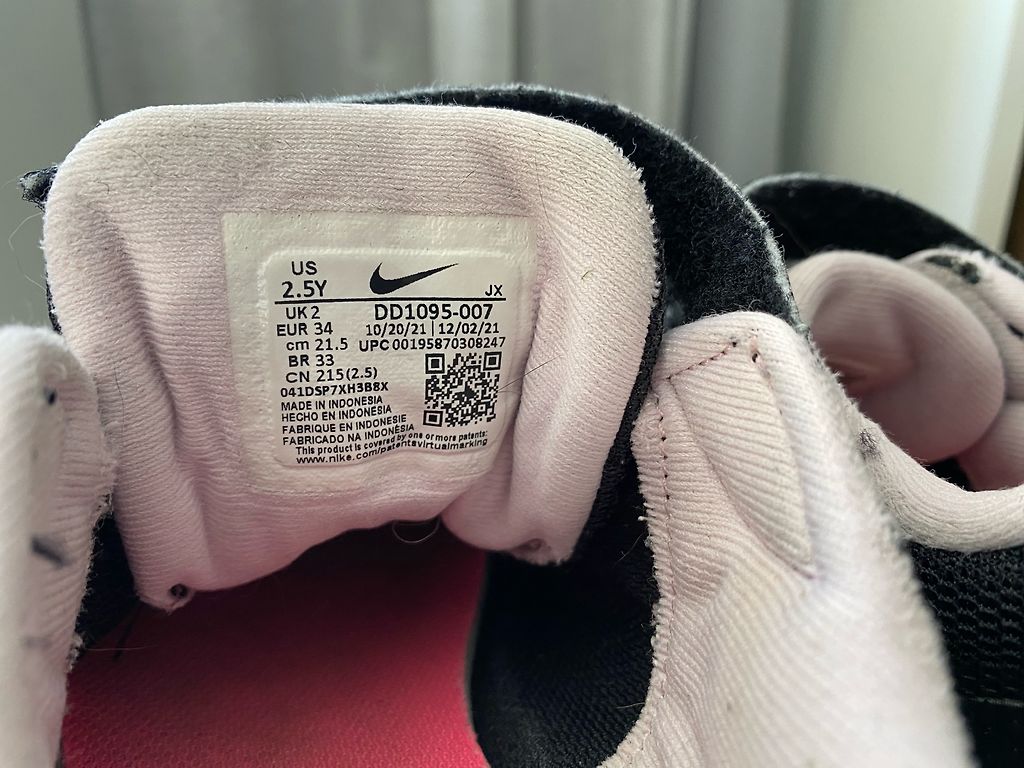 US
2.5Y
JX
UK 2
DD1095-007
EUR 34
10/20/21 | 12/02/21
cm 21.5
UPC 00195870308247
BR 33
CN 215(2.5)
041DSP7XH3B8X
MADE IN INDONESIA
HECHO EN INDONESIA
FABRIQUE EN INDONESIE
FABRICADO NA INDONÉSIA
This product is covered by one or more patents:
www.nike.com/patentsvirtualmarking